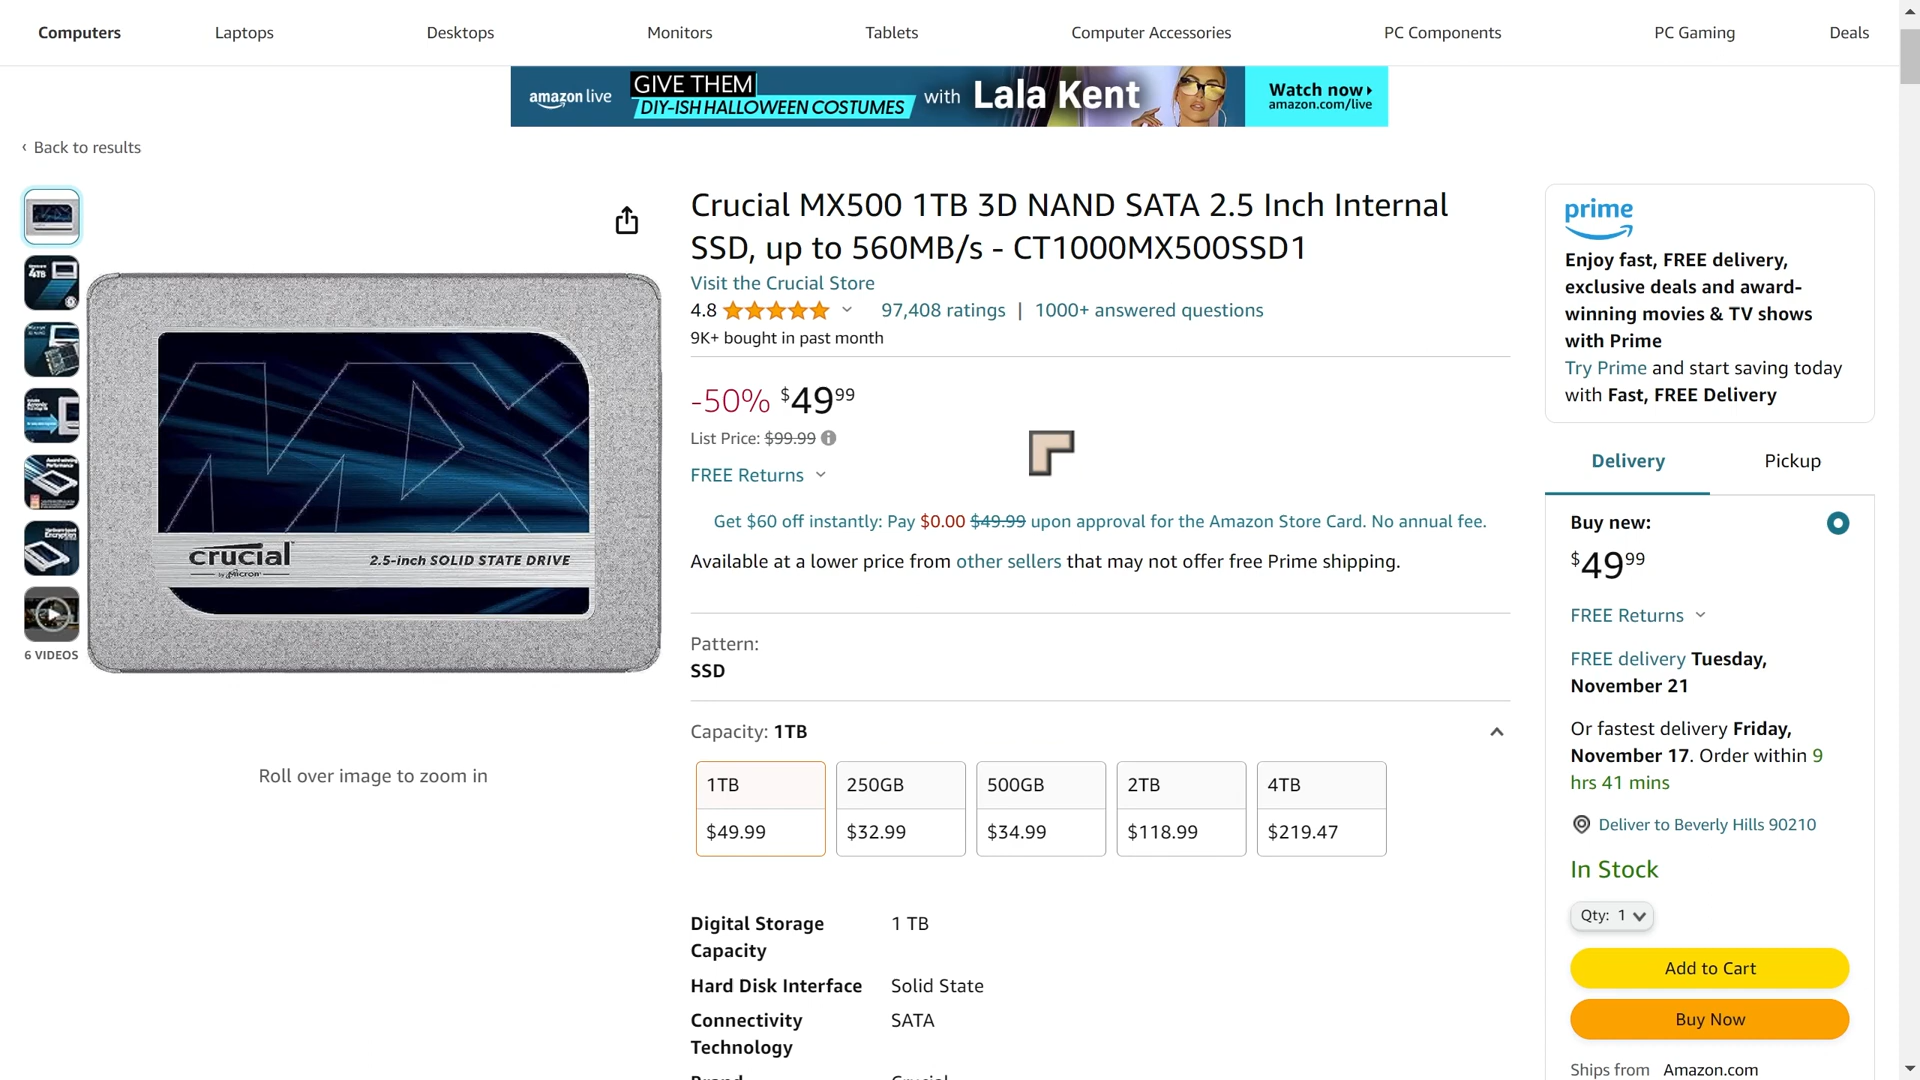 Computers
Laptops
Desktops
Monitors
Tablets
Computer Accessories
PC Components
PC Gaming
Deals
amazon live
GIVE THEM
DIY-ISH HALLOWEEN COSTUMES
with Lala Kent
Watch now
amazon.com/live
‹ Back to results
6 VIDEOS
crucial
by Micron
2.5-inch SOLID STATE DRIVE
Roll over image to zoom in
Crucial MX500 1TB 3D NAND SATA 2.5 Inch Internal
SSD, up to 560MB/s - CT1000MX500SSD1
Visit the Crucial Store
4.8
97,408 ratings | 1000+ answered questions
9K+ bought in past month
-50% $49 99
List Price: $99.99
FREE Returns
Get $60 off instantly: Pay $0.00 $49.99 upon approval for the Amazon Store Card. No annual fee.
Available at a lower price from other sellers that may not offer free Prime shipping.
Pattern:
SSD
Capacity: 1TB
1TB
$49.99
250GB
$32.99
500GB
$34.99
2TB
$118.99
4TB
$219.47
Digital Storage
Capacity
1 TB
Hard Disk Interface
Solid State
Connectivity
Technology
SATA
prime
Enjoy fast, FREE delivery,
exclusive deals and award-
winning movies & TV shows
with Prime
Try Prime and start saving today
with Fast, FREE Delivery
Delivery
Pickup
Buy new:
$49 99
FREE Returns
FREE delivery Tuesday,
November 21
Or fastest delivery Friday,
November 17. Order within 9
hrs 41 mins
Deliver to Beverly Hills 90210
In Stock
Qty: 1
Add to Cart
Buy Now
Ships from
Amazon.com